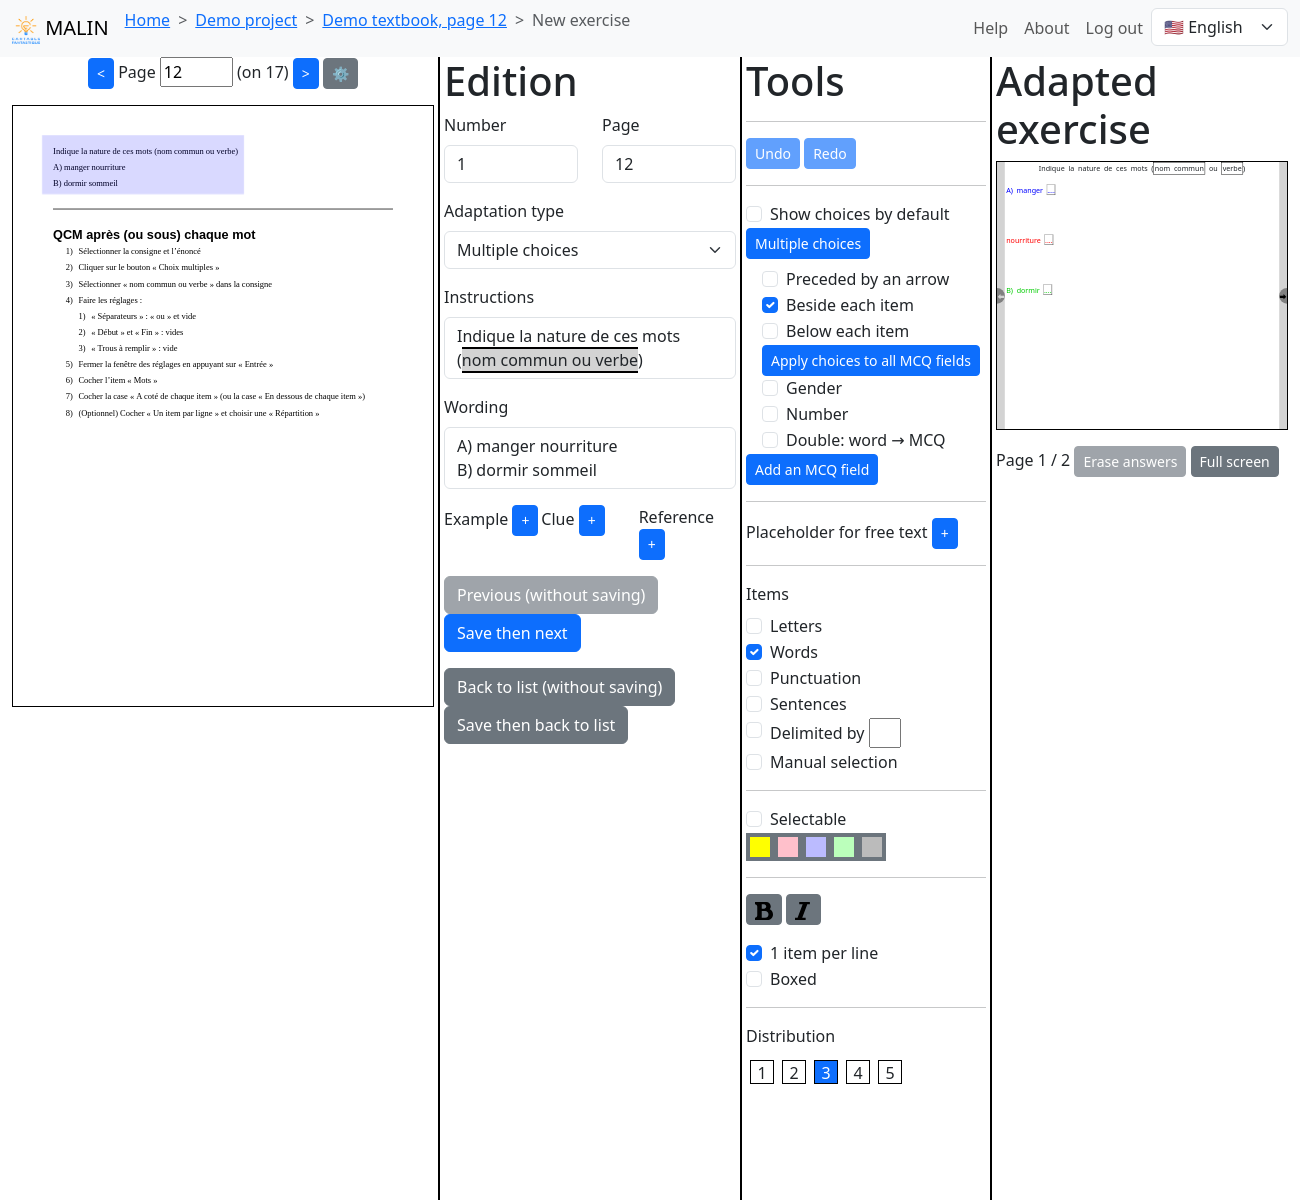 MALIN
Home > Demo project > Demo textbook, page 12 > New exercise
Help About Log out 🇺🇸 English
< Page 12 (on 17) > ⚙️
Indique la nature de ces mots (nom commun ou verbe)
A) manger nourriture
B) dormir sommeil
QCM après (ou sous) chaque mot
1) Sélectionner la consigne et l'énoncé
2) Cliquer sur le bouton « Choix multiples »
3) Sélectionner « nom commun ou verbe » dans la consigne
4) Faire les réglages :
1) « Séparateurs » : « ou » et vide
2) « Début » et « Fin » : vides
3) « Trous à remplir » : vide
5) Fermer la fenêtre des réglages en appuyant sur « Entrée »
6) Cocher l'item « Mots »
7) Cocher la case « A coté de chaque item » (ou la case « En dessous de chaque item »)
8) (Optionnel) Cocher « Un item par ligne » et choisir une « Répartition »
Edition
Number Page
1 12
Adaptation type
Multiple choices
Instructions
Indique la nature de ces mots
(nom commun ou verbe)
Wording
A) manger nourriture
B) dormir sommeil
Example + Clue + Reference
+
Previous (without saving)
Save then next
Back to list (without saving)
Save then back to list
Tools
Undo Redo
Show choices by default
Multiple choices
Preceded by an arrow
Beside each item
Below each item
Apply choices to all MCQ fields
Gender
Number
Double: word → MCQ
Add an MCQ field
Placeholder for free text +
Items
Letters
Words
Punctuation
Sentences
Delimited by
Manual selection
Selectable
B I
1 item per line
Boxed
Distribution
1 2 3 4 5
Adapted
exercise
Indique la nature de ces mots (nom commun ou verbe)
A) manger ...
nourriture ...
B) dormir ...
Page 1 / 2 Erase answers Full screen